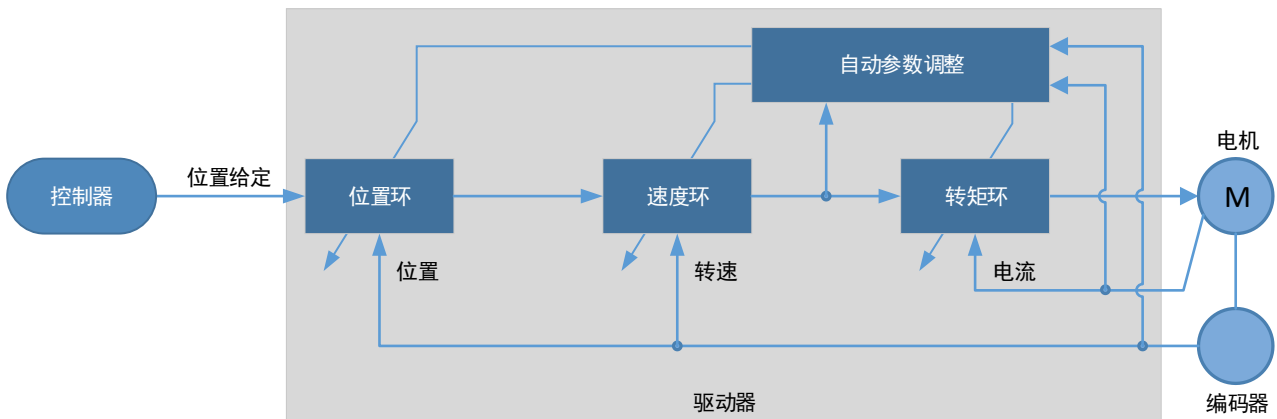 自动参数调整
电机
控制器
位置给定
位置环
速度环
转矩环
M
位置
转速
电流
驱动器
编码器